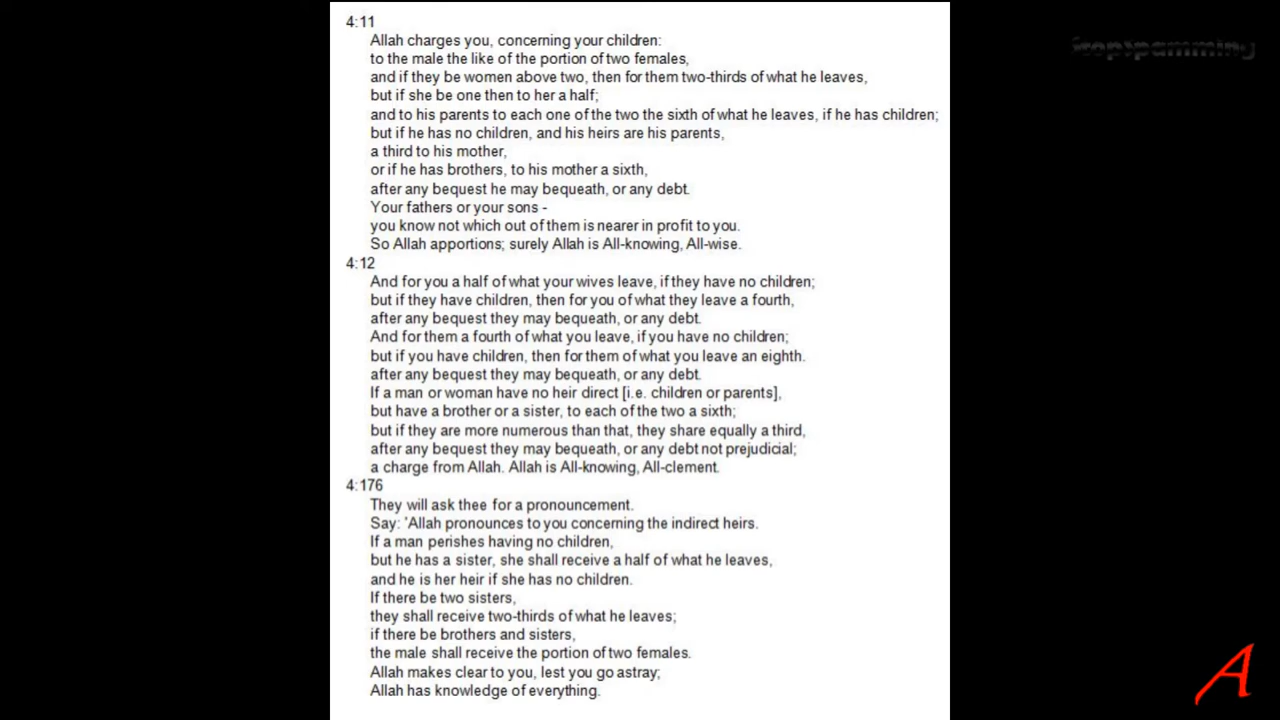 4:11
Allah charges you, concerning your children:
to the male the like of the portion of two females,
and if they be women above two, then for them two-thirds of what he leaves,
but if she be one then to her a half;
and to his parents to each one of the two the sixth of what he leaves, if he has children;
but if he has no children, and his heirs are his parents,
a third to his mother,
or if he has brothers, to his mother a sixth,
after any bequest he may bequeath, or any debt.
Your fathers or your sons -
you know not which out of them is nearer in profit to you.
So Allah apportions; surely Allah is All-knowing, All-wise.
4:12
And for you a half of what your wives leave, if they have no children;
but if they have children, then for you of what they leave a fourth,
after any bequest they may bequeath, or any debt.
And for them a fourth of what you leave, if you have no children;
but if you have children, then for them of what you leave an eighth.
after any bequest they may bequeath, or any debt.
If a man or woman have no heir direct [i.e. children or parents],
but have a brother or a sister, to each of the two a sixth;
but if they are more numerous than that, they share equally a third,
after any bequest they may bequeath, or any debt not prejudicial;
a charge from Allah. Allah is All-knowing, All-clement.
4:176
They will ask thee for a pronouncement.
Say: 'Allah pronounces to you concerning the indirect heirs.
If a man perishes having no children,
but he has a sister, she shall receive a half of what he leaves,
and he is her heir if she has no children.
If there be two sisters,
they shall receive two-thirds of what he leaves;
if there be brothers and sisters,
the male shall receive the portion of two females.
Allah makes clear to you, lest you go astray;
Allah has knowledge of everything.
A